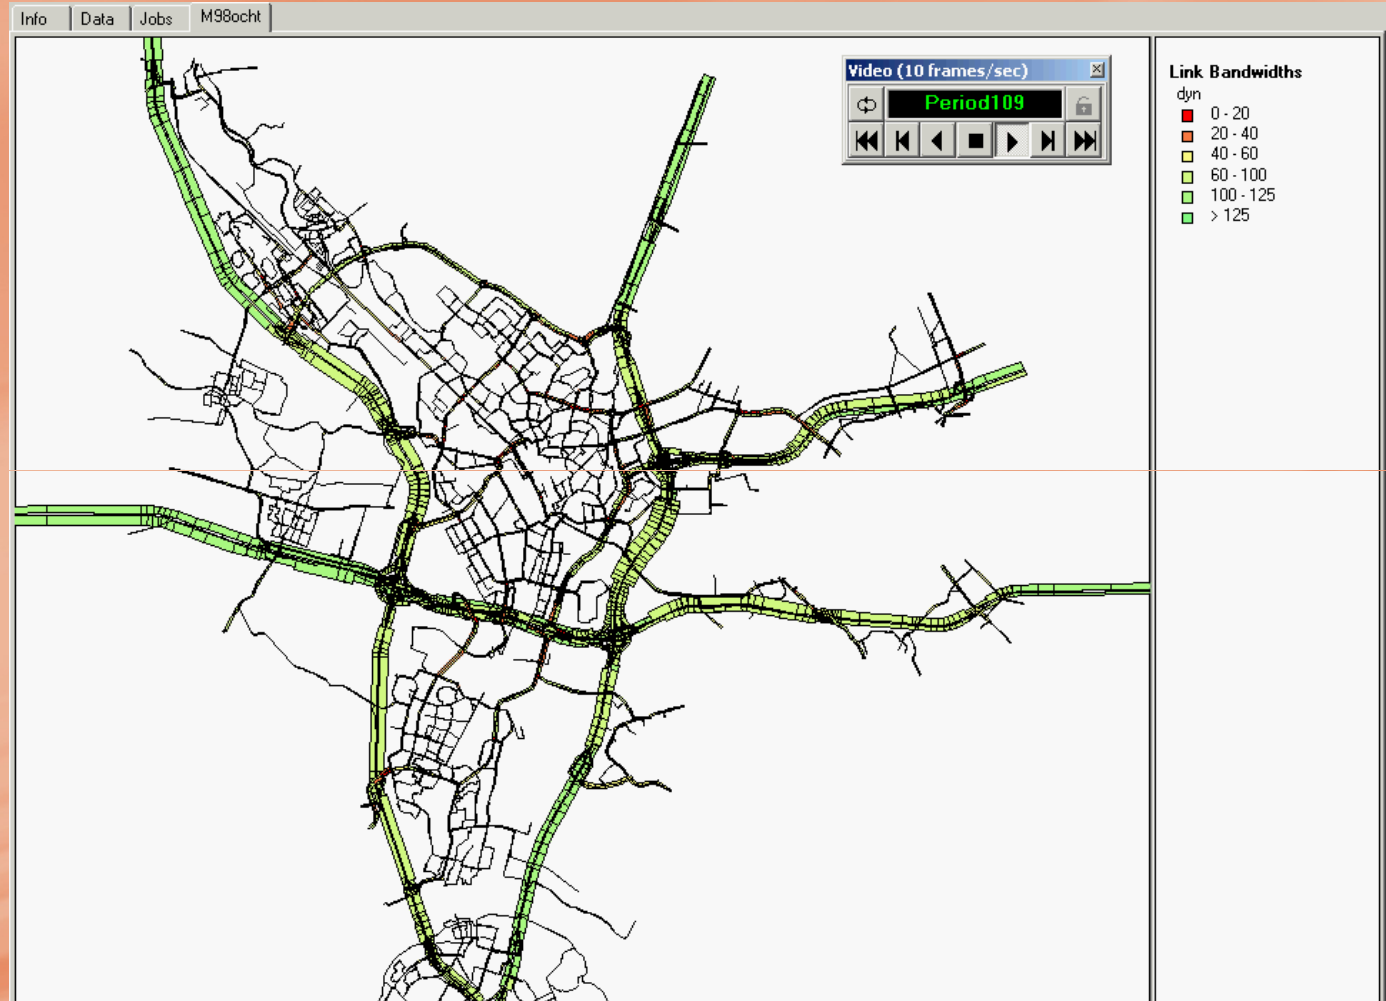 Info Data Jobs M98ocht
Video (10 frames/sec)
Period109
Link Bandwidths
dyn
0 - 20
20 - 40
40 - 60
60 - 100
100 - 125
> 125